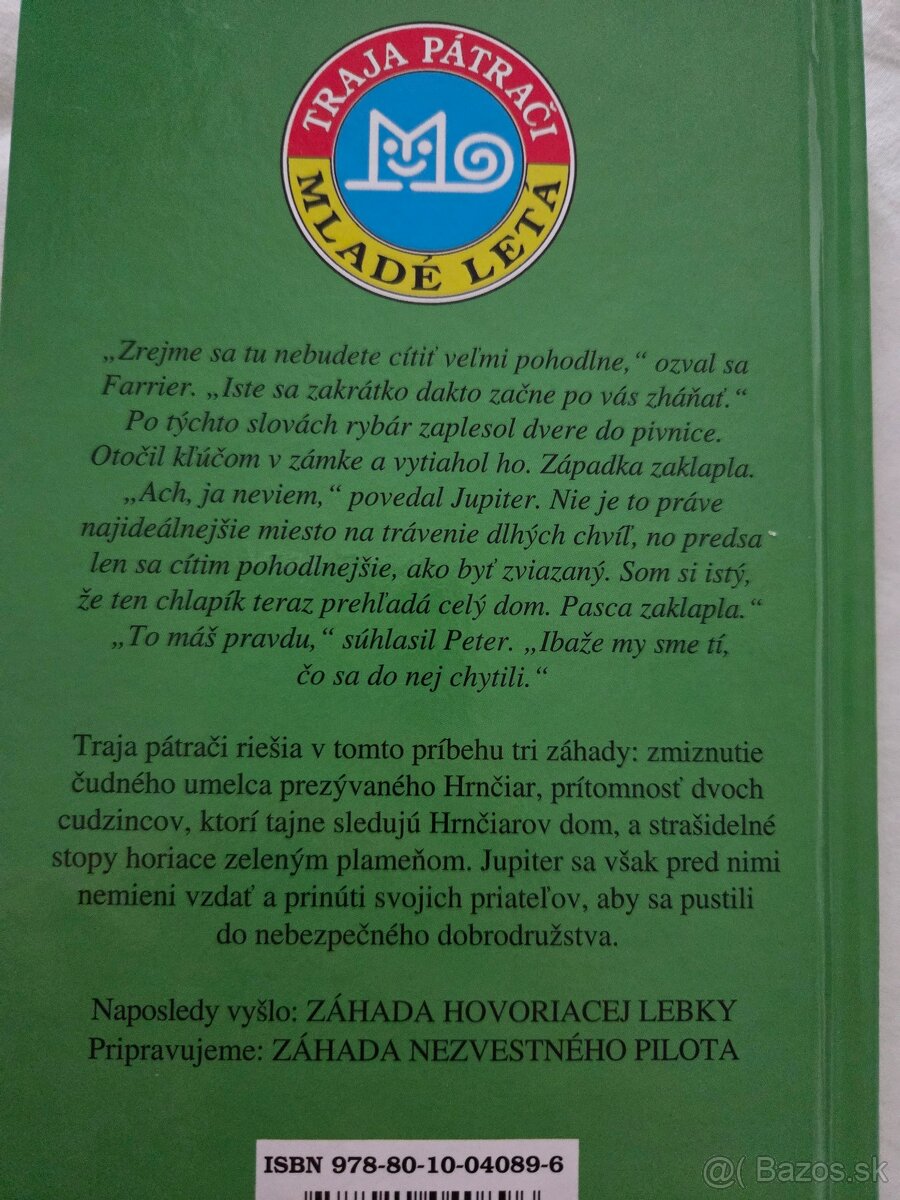 TRAJA PÁTRAČI
MLADÉ LETÁ
„Zrejme sa tu nebudete cítiť veľmi pohodlne,“ ozval sa
Farrier. „Iste sa zakrátko dakto začne po vás zháňať.“
Po týchto slovách rybár zaplesol dvere do pivnice.
Otočil kľúčom v zámke a vytiahol ho. Západka zaklapla.
„Ach, ja neviem,“ povedal Jupiter. Nie je to práve
najideálnejšie miesto na trávenie dlhých chvíľ, no predsa
len sa cítim pohodlnejšie, ako byť zviazaný. Som si istý,
že ten chlapík teraz prehľadá celý dom. Pasca zaklapla.“
„To máš pravdu,“ súhlasil Peter. „Ibaže my sme tí,
čo sa do nej chytili.“
Traja pátrači riešia v tomto príbehu tri záhady: zmiznutie
čudného umelca prezývaného Hrnčiar, prítomnosť dvoch
cudzincov, ktorí tajne sledujú Hrnčiarov dom, a strašidelné
stopy horiace zeleným plameňom. Jupiter sa však pred nimi
nemieni vzdať a prinúti svojich priateľov, aby sa pustili
do nebezpečného dobrodružstva.
Naposledy vyšlo: ZÁHADA HOVORIACEJ LEBKY
Pripravujeme: ZÁHADA NEZVESTNÉHO PILOTA
ISBN 978-80-10-04089-6
@( Bazos.sk